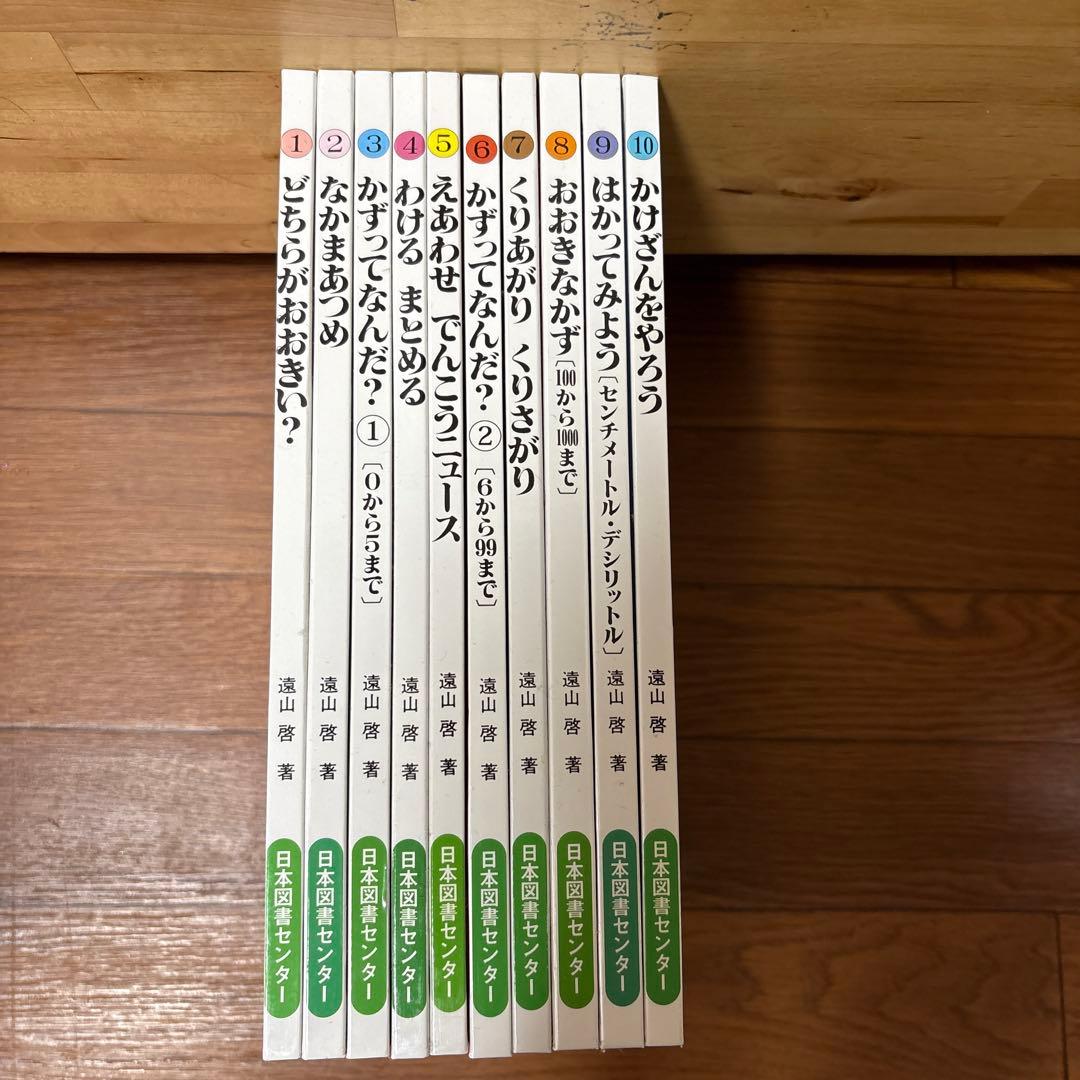 1 どちらがおおきい? 遠山 啓 著 日本図書センター
2 なかまあつめ 遠山 啓 著 日本図書センター
3 かずってなんだ? ① 〔0から5まで〕 遠山 啓 著 日本図書センター
4 わける まとめる 遠山 啓 著 日本図書センター
5 えあわせ でんこうニュース 遠山 啓 著 日本図書センター
6 かずってなんだ? ② 〔6から99まで〕 遠山 啓 著 日本図書センター
7 くりあがり くりさがり 遠山 啓 著 日本図書センター
8 おおきなかず〔100から1000まで〕 遠山 啓 著 日本図書センター
9 はかってみよう〔センチメートル・デシリットル〕 遠山 啓 著 日本図書センター
10 かけざんをやろう 遠山 啓 著 日本図書センター